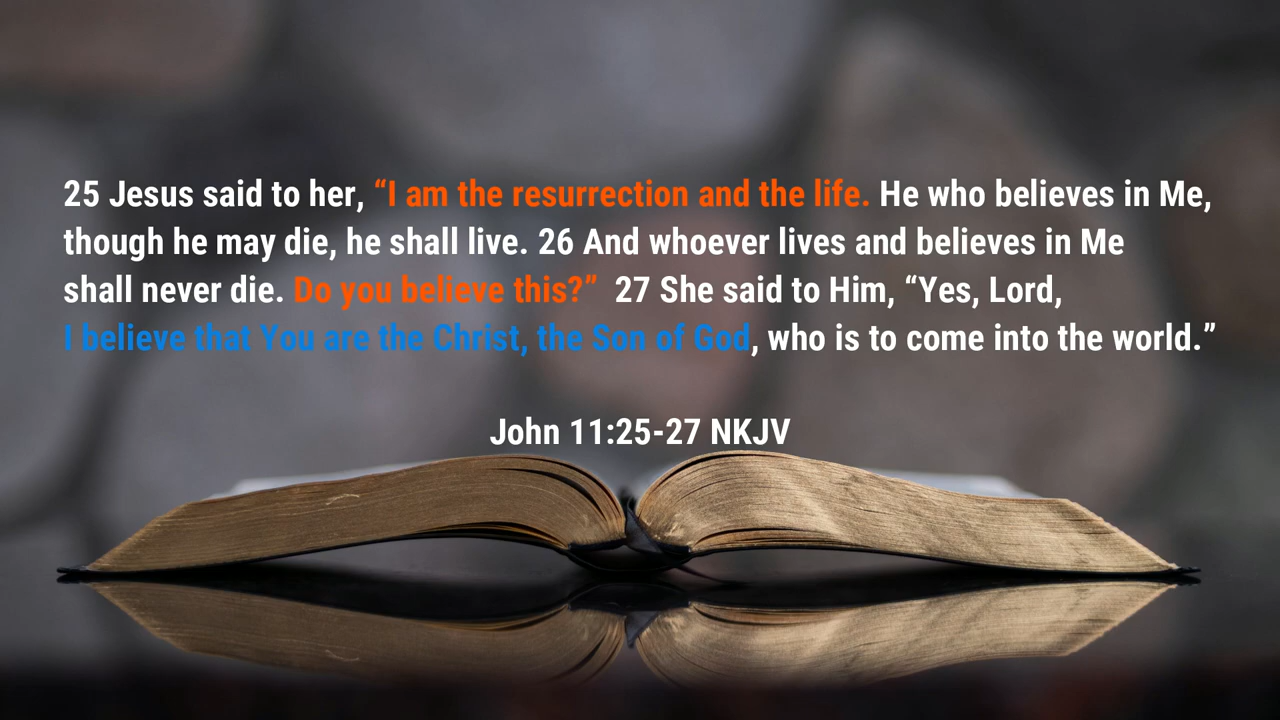 25 Jesus said to her, “I am the resurrection and the life. He who believes in Me,
though he may die, he shall live. 26 And whoever lives and believes in Me
shall never die. Do you believe this?”  27 She said to Him, “Yes, Lord,
I believe that You are the Christ, the Son of God, who is to come into the world.”
John 11:25-27 NKJV